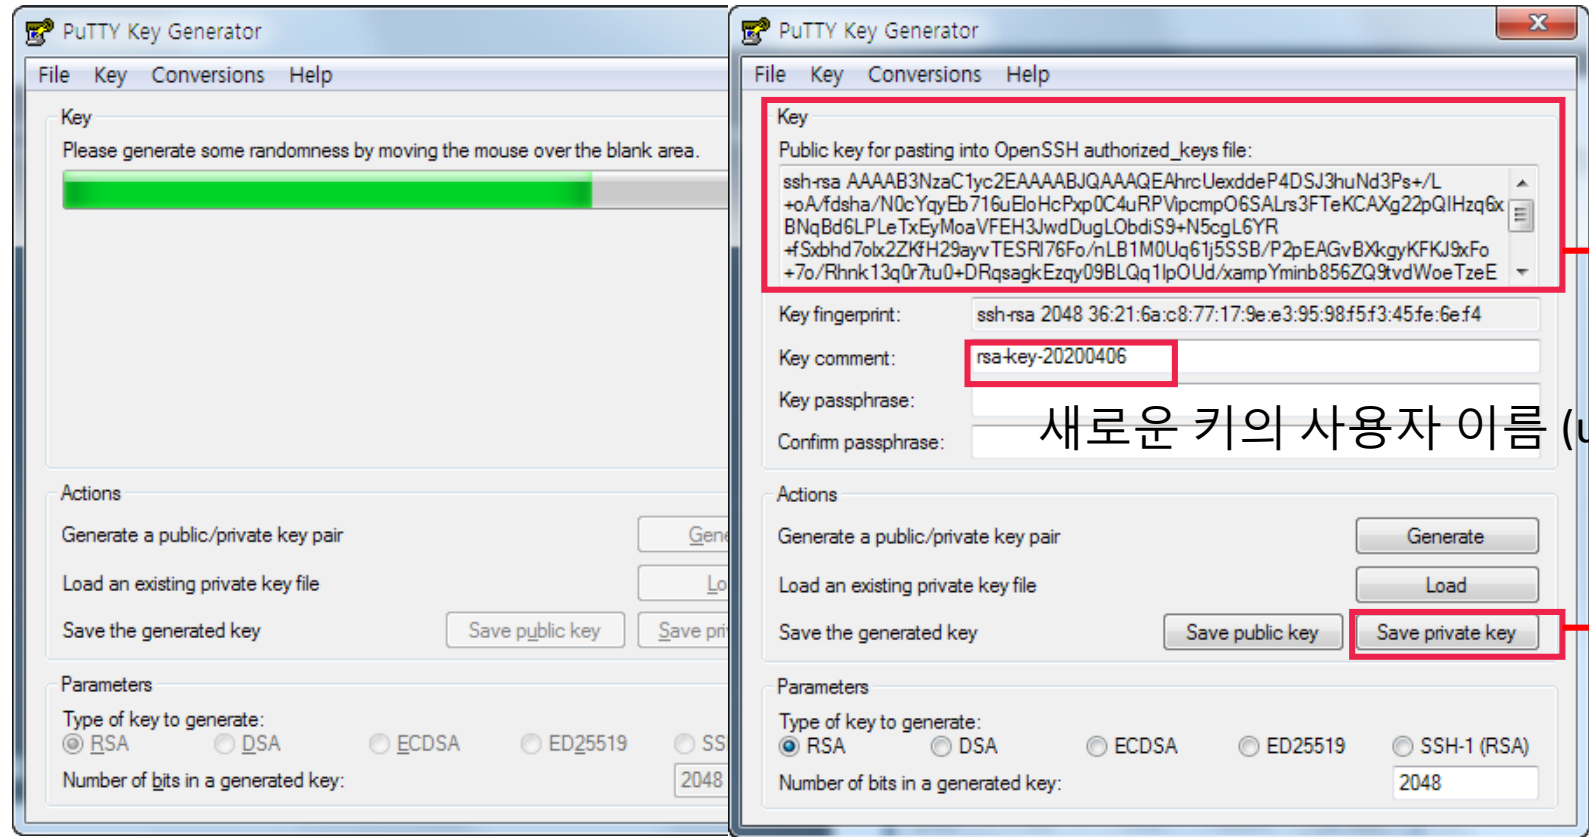 PuTTY Key Generator
File Key Conversions Help
Key
Please generate some randomness by moving the mouse over the blank area.
Actions
Generate a public/private key pair
Load an existing private key file
Save the generated key
Save public key
Parameters
Type of key to generate:
RSA DSA ECDSA ED25519
Number of bits in a generated key:
2048
PuTTY Key Generator
File Key Conversions Help
Key
Public key for pasting into OpenSSH authorized_keys file:
ssh-rsa AAAAB3NzaC1yc2EAAAABJQAAAQEAhrcUexddeP4DSJ3huNd3Ps+/L
+oA/fdsha/N0cYqyEb716uEloHcPxp0C4uRPVipcmpO6SALrs3FTeKCAXg22pQIHzq6x
BNqBd6LPLeTxEyMoaVFEH3JwdDugLObdiS9+N5cgL6YR
+fSxbhd7olx2ZKfH29ayvTESRI76Fo/nLB1M0Uq61j5SSB/P2pEAGvBXkgyKFKJ9xFo
+7o/Rhnk13q0r7tu0+DRqsagkEzqy09BLQq1lpOUd/xampYminb856ZQ9tvdWoeTzeE
Key fingerprint: ssh-rsa 2048 36:21:6a:c8:77:17:9e:e3:95:98:f5:f3:45:fe:6e:f4
Key comment: rsa-key-20200406
Key passphrase:
새로운 키의 사용자 이름 (u
Confirm passphrase:
Actions
Generate a public/private key pair Generate
Load an existing private key file Load
Save the generated key Save public key Save private key
Parameters
Type of key to generate:
RSA DSA ECDSA ED25519 SSH-1 (RSA)
Number of bits in a generated key: 2048